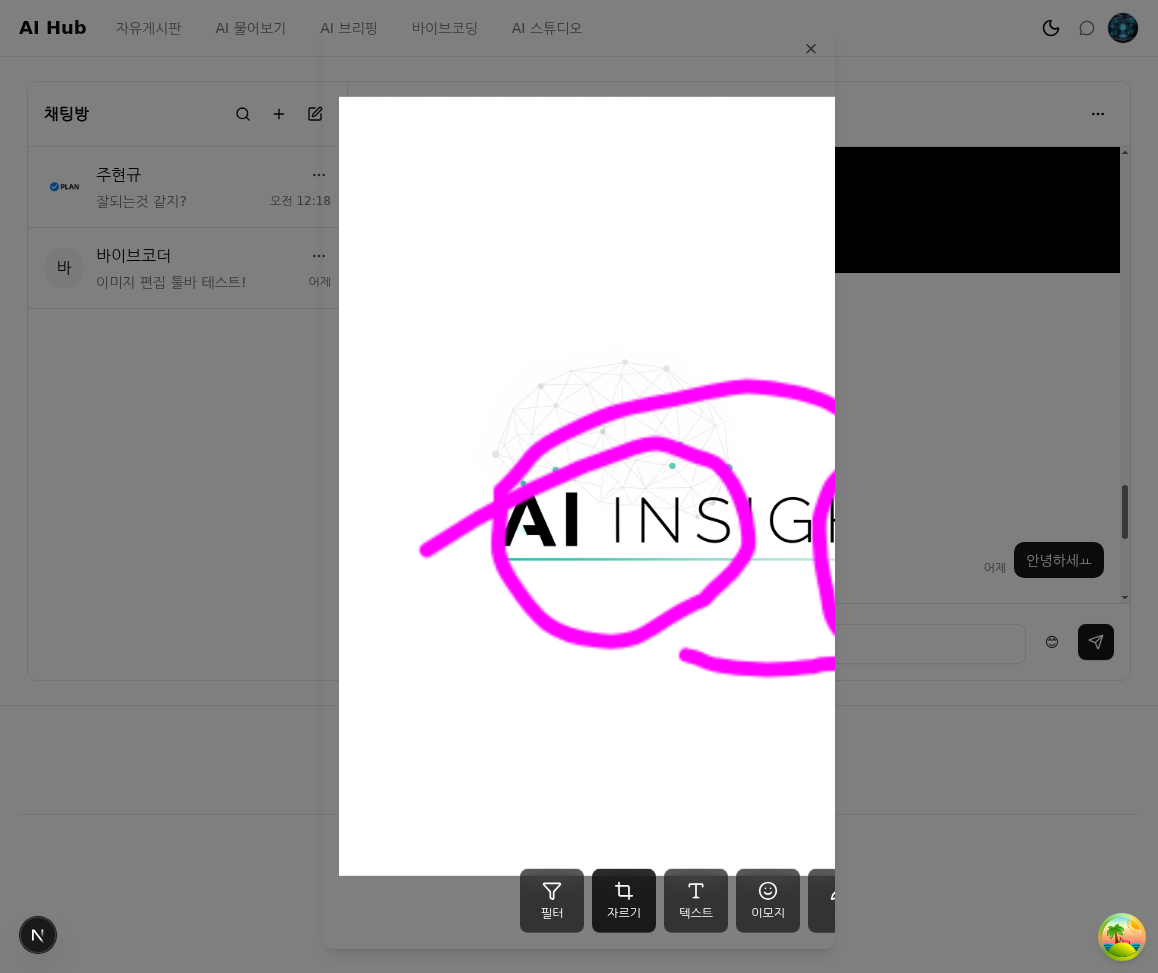 AI Hub
자유게시판
AI 물어보기
AI 브리핑
바이브코딩
AI 스튜디오
채팅방
PLAN
주현규
잘되는것 같지?
오전 12:18
바
바이브코더
이미지 편집 툴바 테스트!
어제
AI INSIGH
어제
안녕하세ㅛ
필터
자르기
텍스트
이모지
N